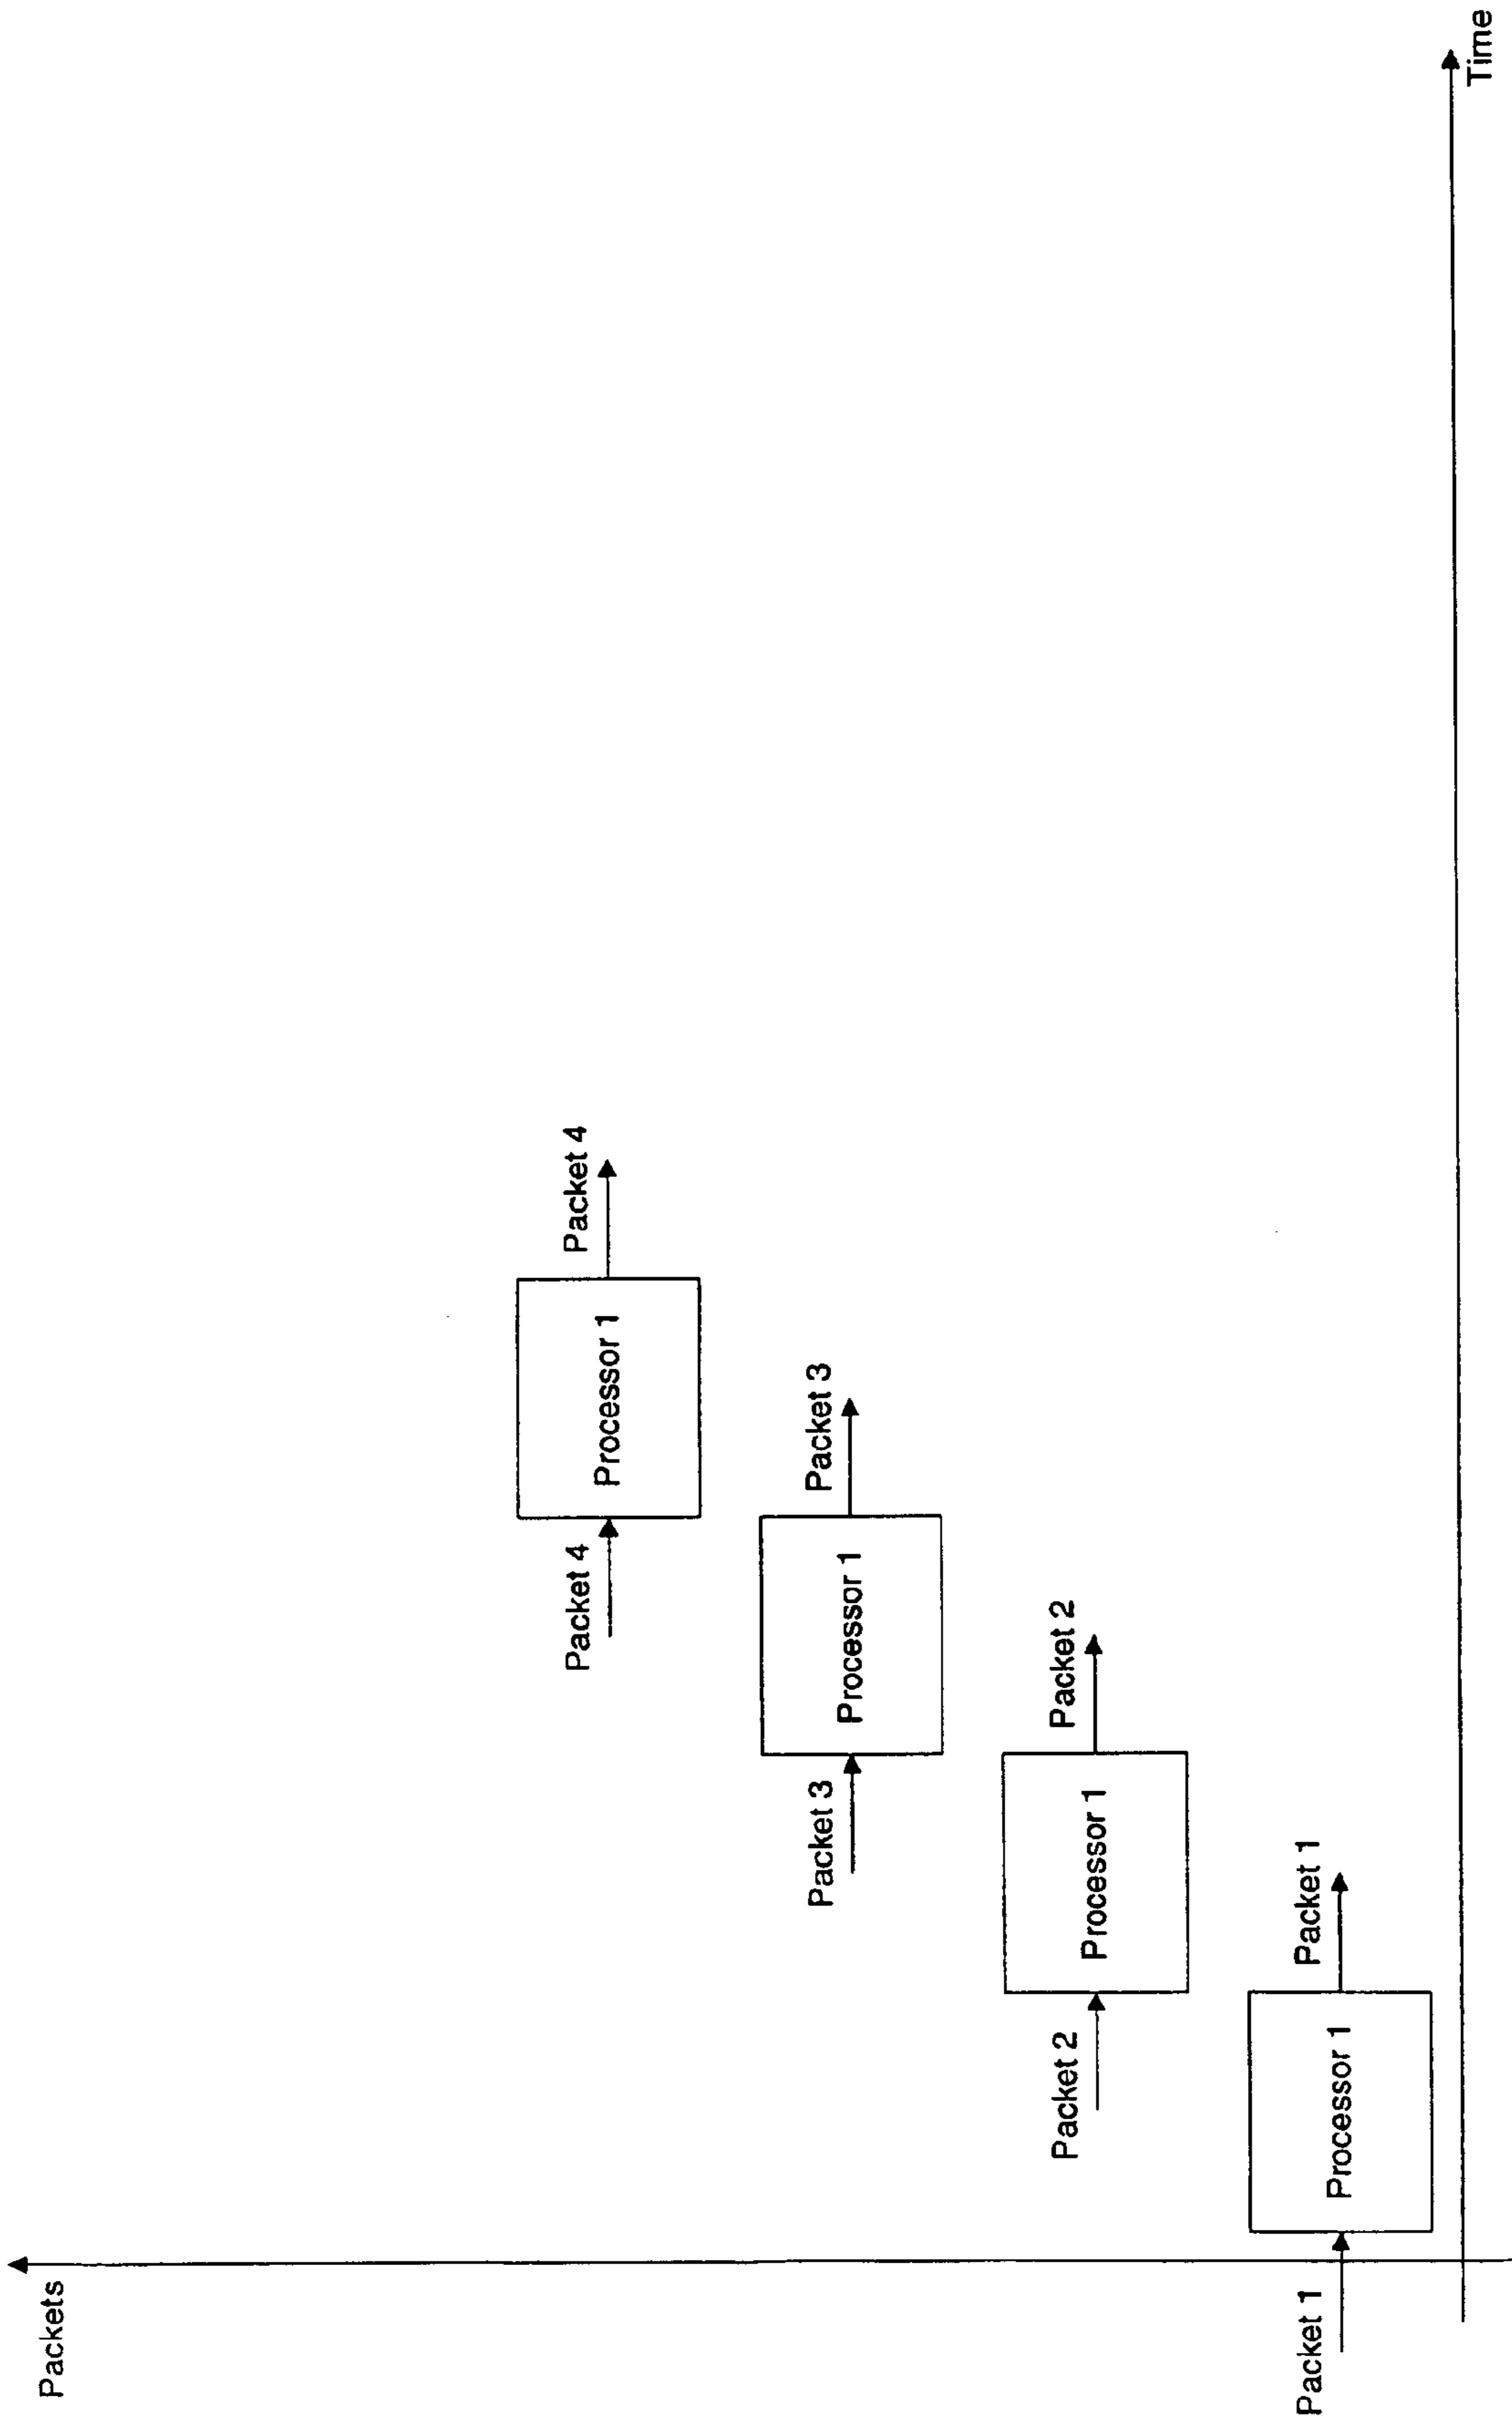 Packets
Packet 4
Processor 1
Packet 4
Packet 3
Processor 1
Packet 3
Packet 2
Processor 1
Packet 2
Packet 1
Processor 1
Packet 1
Time